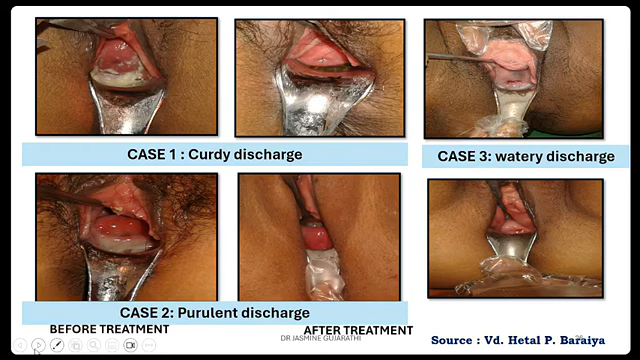 CASE 1 : Curdy discharge
CASE 3: watery discharge
CASE 2: Purulent discharge
BEFORE TREATMENT
AFTER TREATMENT
DR JASMINE GUJARATHI
Source : Vd. Hetal P. Baraiya